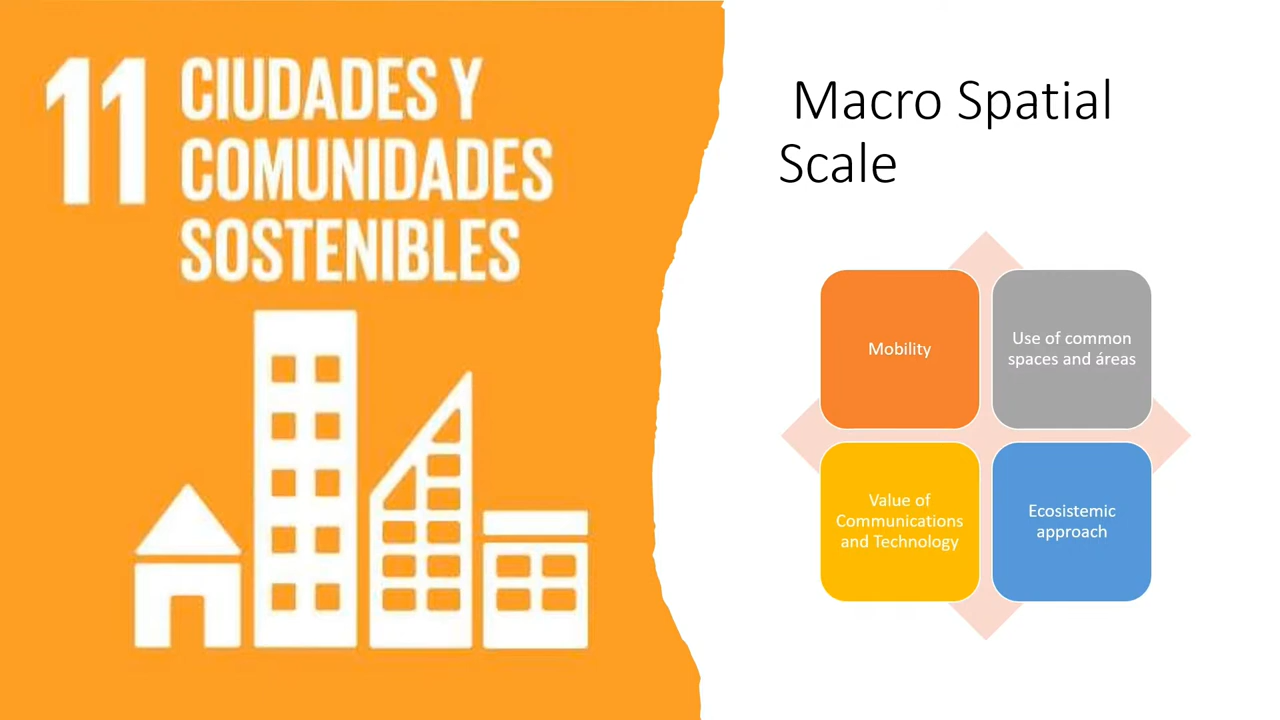 11
CIUDADES Y
COMUNIDADES
SOSTENIBLES
Macro Spatial
Scale
Mobility
Use of common
spaces and áreas
Value of
Communications
and Technology
Ecosistemic
approach